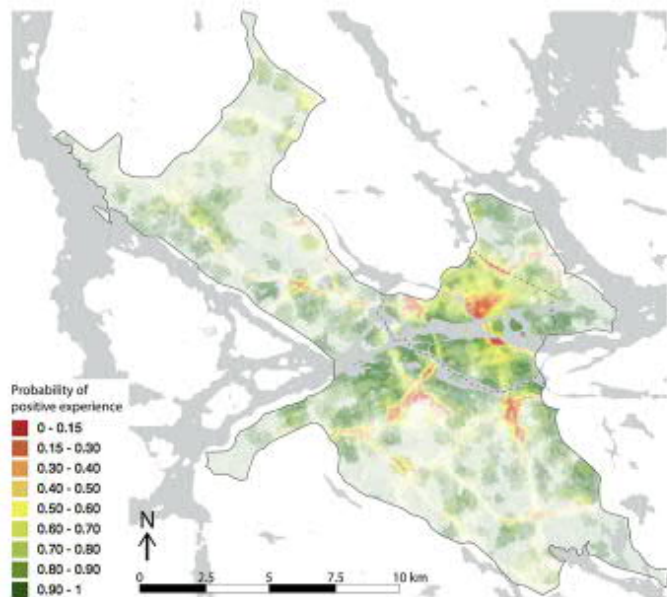 Probability of
positive experience
0 - 0.15
0.15 - 0.30
0.30 - 0.40
0.40 - 0.50
0.50 - 0.60
0.60 - 0.70
0.70 - 0.80
0.80 - 0.90
0.90 - 1
N
0 2.5 5 7.5 10 km